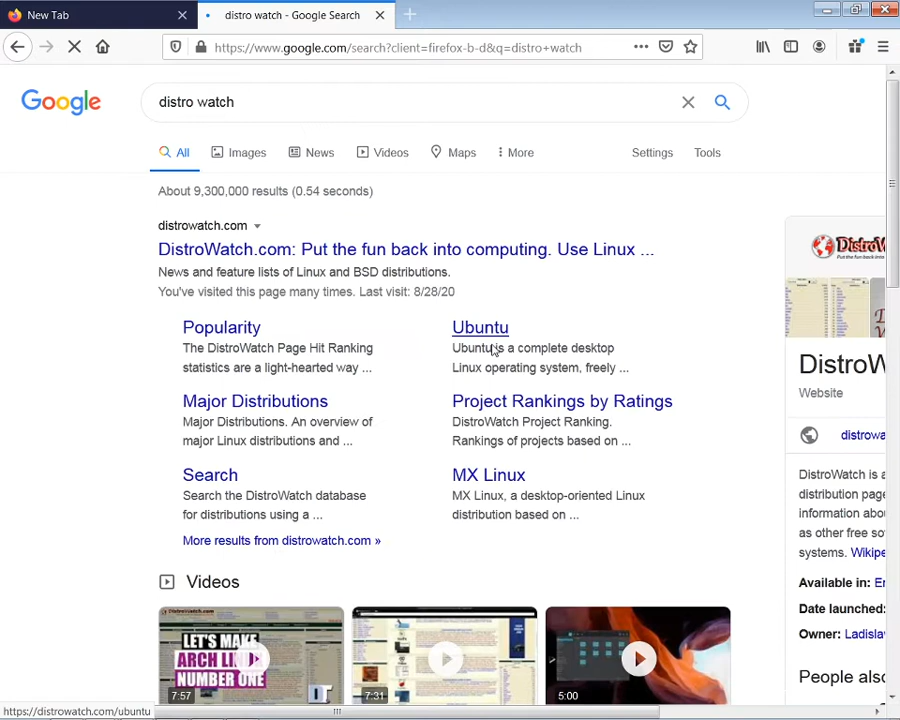 New Tab
distro watch - Google Search
https://www.google.com/search?client=firefox-b-d&q=distro+watch
Google
distro watch
All
Images
News
Videos
Maps
More
Settings
Tools
About 9,300,000 results (0.54 seconds)
distrowatch.com
DistroWatch.com: Put the fun back into computing. Use Linux ...
News and feature lists of Linux and BSD distributions.
You've visited this page many times. Last visit: 8/28/20
Popularity
The DistroWatch Page Hit Ranking
statistics are a light-hearted way ...
Ubuntu
Ubuntu is a complete desktop
Linux operating system, freely ...
Major Distributions
Major Distributions. An overview of
major Linux distributions and ...
Project Rankings by Ratings
DistroWatch Project Ranking.
Rankings of projects based on ...
Search
Search the DistroWatch database
for distributions using a ...
MX Linux
MX Linux, a desktop-oriented Linux
distribution based on ...
More results from distrowatch.com »
Videos
LET'S MAKE
ARCH LINUX
NUMBER ONE
7:57
7:31
5:00
DistroW
Put the fun back into
DistroW
Website
distrowa
DistroWatch is a
distribution page
information abou
as other free so
systems. Wikipe
Available in: En
Date launched:
Owner: Ladisla
People also
https://distrowatch.com/ubuntu